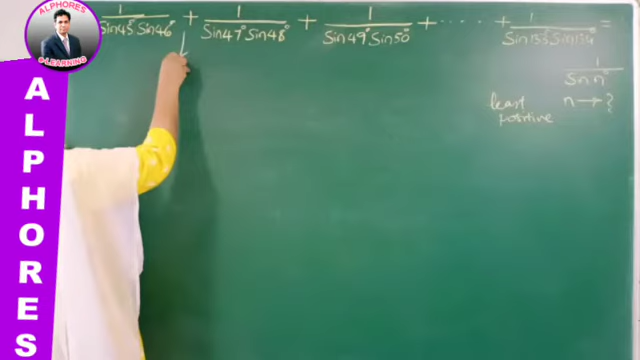 ALPHORES
e-LEARNING
ALPHORES
1/(Sin45° Sin46°) + 1/(Sin47° Sin48°) + 1/(Sin49° Sin50°) + ····· + 1/(Sin133° Sin134°) =
1/(Sin n°)
least positive n → ?